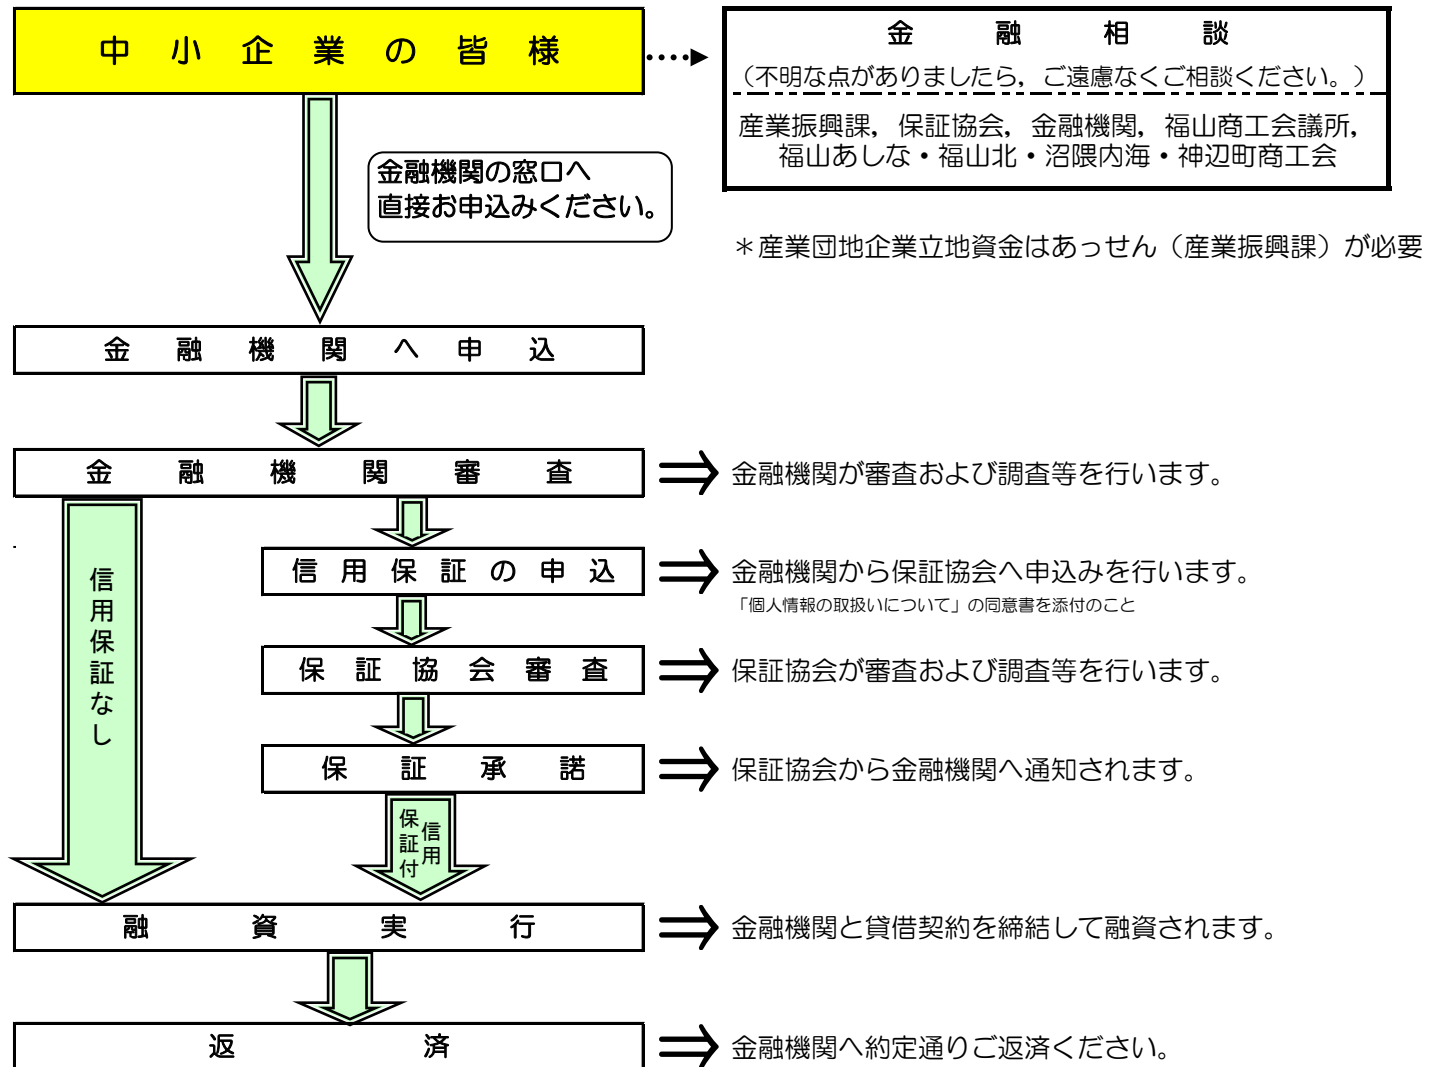 中小企業の皆様
金融相談
（不明な点がありましたら，ご遠慮なくご相談ください。）
産業振興課，保証協会，金融機関，福山商工会議所，
福山あしな・福山北・沼隈内海・神辺町商工会
金融機関の窓口へ
直接お申込みください。
＊産業団地企業立地資金はあっせん（産業振興課）が必要
金融機関へ申込
金融機関審査
金融機関が審査および調査等を行います。
信用保証なし
信用保証の申込
金融機関から保証協会へ申込みを行います。
「個人情報の取扱いについて」の同意書を添付のこと
保証協会審査
保証協会が審査および調査等を行います。
保証承諾
保証協会から金融機関へ通知されます。
信用
保証付
融資実行
金融機関と貸借契約を締結して融資されます。
返済
金融機関へ約定通りご返済ください。